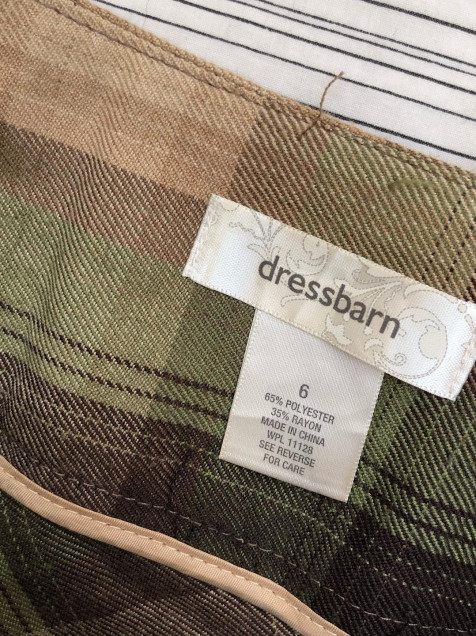 dressbarn
6
65% POLYESTER
35% RAYON
MADE IN CHINA
WPL 11128
SEE REVERSE
FOR CARE